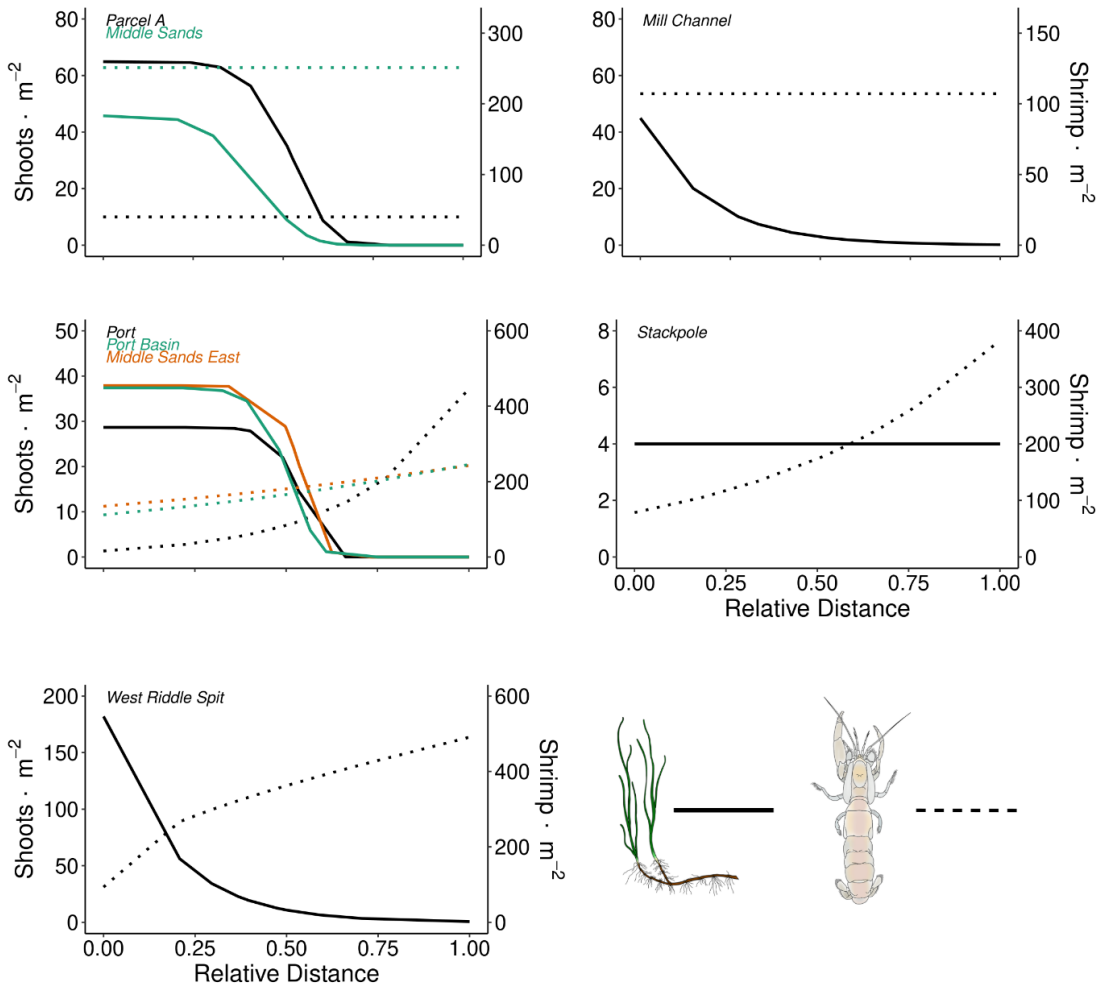 Parcel A
Middle Sands
Shoots · m⁻²
80
60
40
20
0
300
200
100
0
Mill Channel
80
60
40
20
0
150
100
50
0
Shrimp · m⁻²
Port
Port Basin
Middle Sands East
Shoots · m⁻²
50
40
30
20
10
0
600
400
200
0
Stackpole
8
6
4
2
0
400
300
200
100
0
Shrimp · m⁻²
0.00 0.25 0.50 0.75 1.00
Relative Distance
West Riddle Spit
Shoots · m⁻²
200
150
100
50
0
600
400
200
0
Shrimp · m⁻²
0.00 0.25 0.50 0.75 1.00
Relative Distance